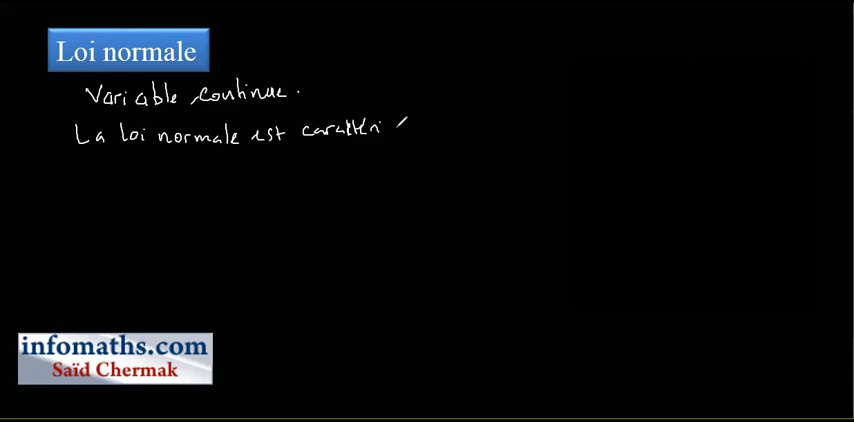 Loi normale
Variable continue.
La loi normale est caractéri
infomaths.com
Saïd Chermak